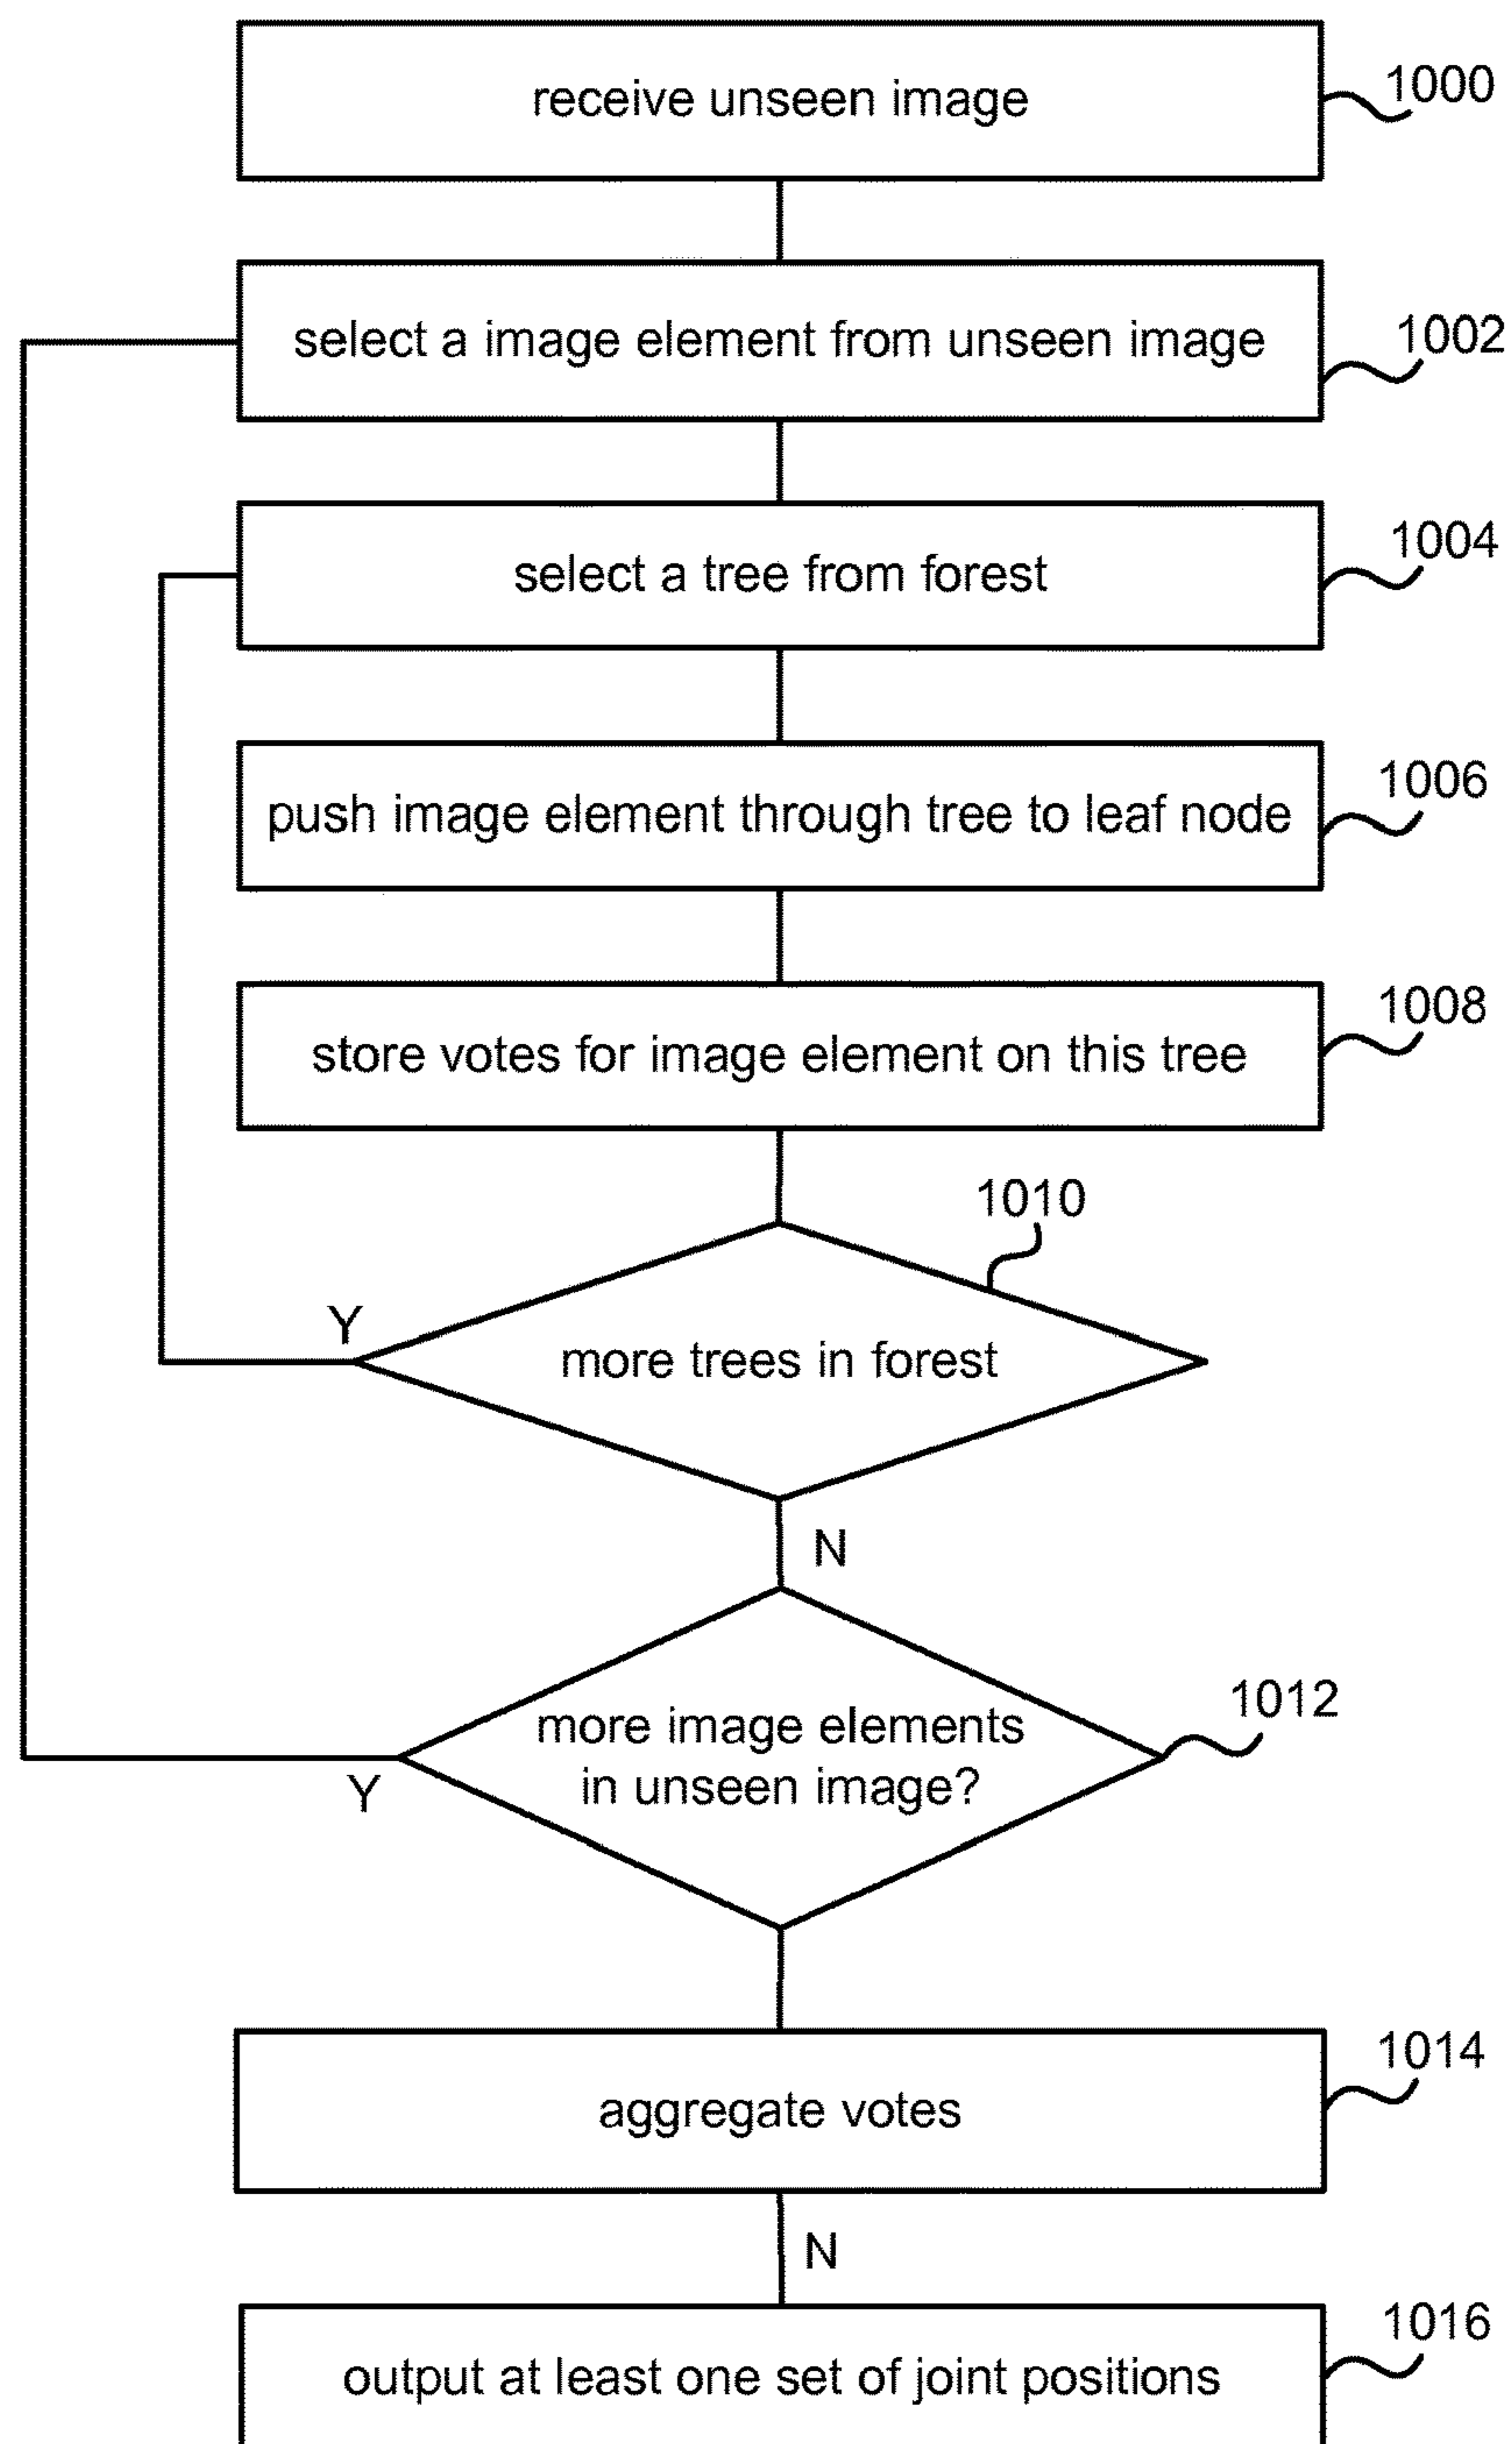 receive unseen image
1000
select a image element from unseen image
1002
select a tree from forest
1004
push image element through tree to leaf node
1006
store votes for image element on this tree
1008
1010
Y
more trees in forest
N
1012
more image elements
in unseen image?
Y
aggregate votes
1014
N
output at least one set of joint positions
1016